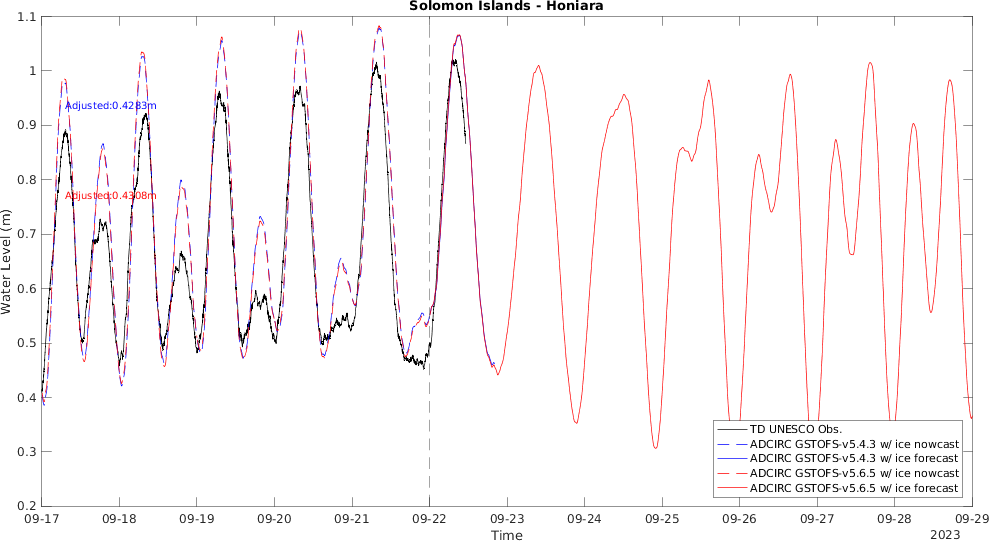 Solomon Islands - Honiara
1.1
1
0.9
0.8
0.7
0.6
0.5
0.4
0.3
0.2
Water Level (m)
Adjusted:0.4283m
Adjusted:0.4308m
TD UNESCO Obs.
ADCIRC GSTOFS-v5.4.3 w/ ice nowcast
ADCIRC GSTOFS-v5.4.3 w/ ice forecast
ADCIRC GSTOFS-v5.6.5 w/ ice nowcast
ADCIRC GSTOFS-v5.6.5 w/ ice forecast
09-17 09-18 09-19 09-20 09-21 09-22 09-23 09-24 09-25 09-26 09-27 09-28 09-29
Time 2023